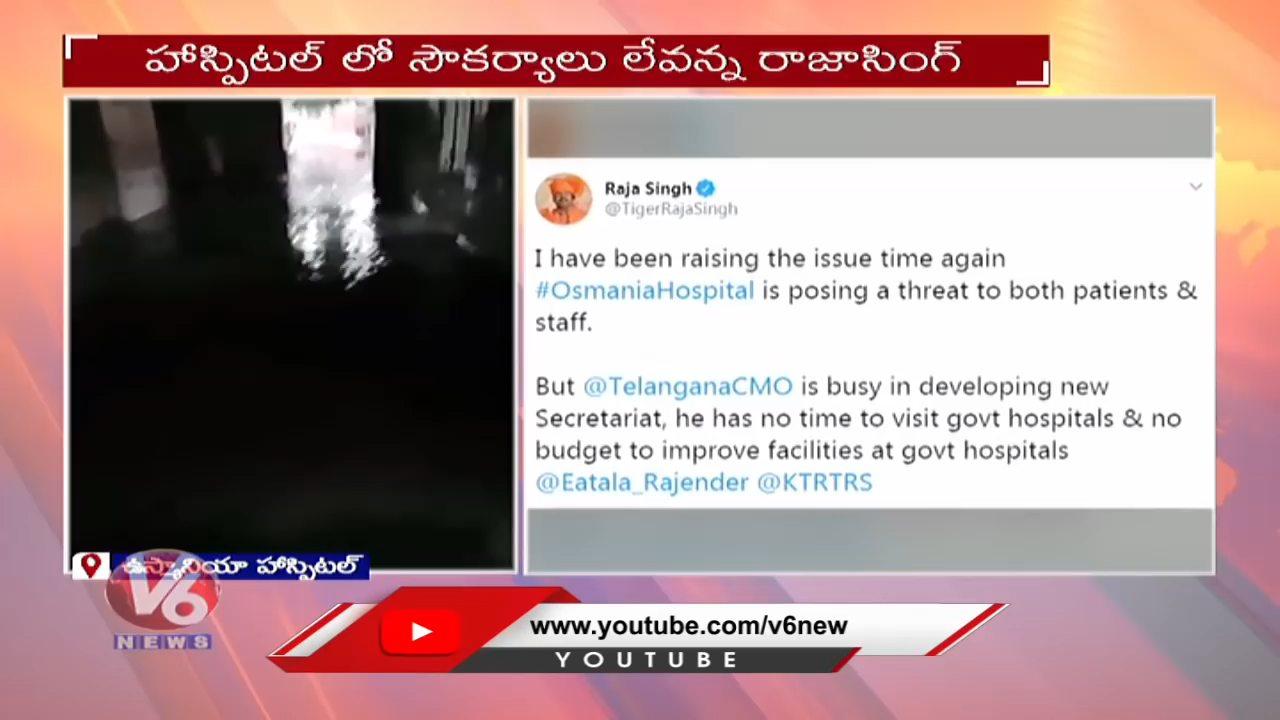 హాస్పిటల్ లో సౌకర్యాలు లేవన్న రాజాసింగ్
Raja Singh
@TigerRajaSingh
I have been raising the issue time again
#OsmaniaHospital is posing a threat to both patients &
staff.
But @TelanganaCMO is busy in developing new
Secretariat, he has no time to visit govt hospitals & no
budget to improve facilities at govt hospitals
@Eatala_Rajender @KTRTRS
ఉస్మానియా హాస్పిటల్
V6
NEWS
www.youtube.com/v6new
YOUTUBE